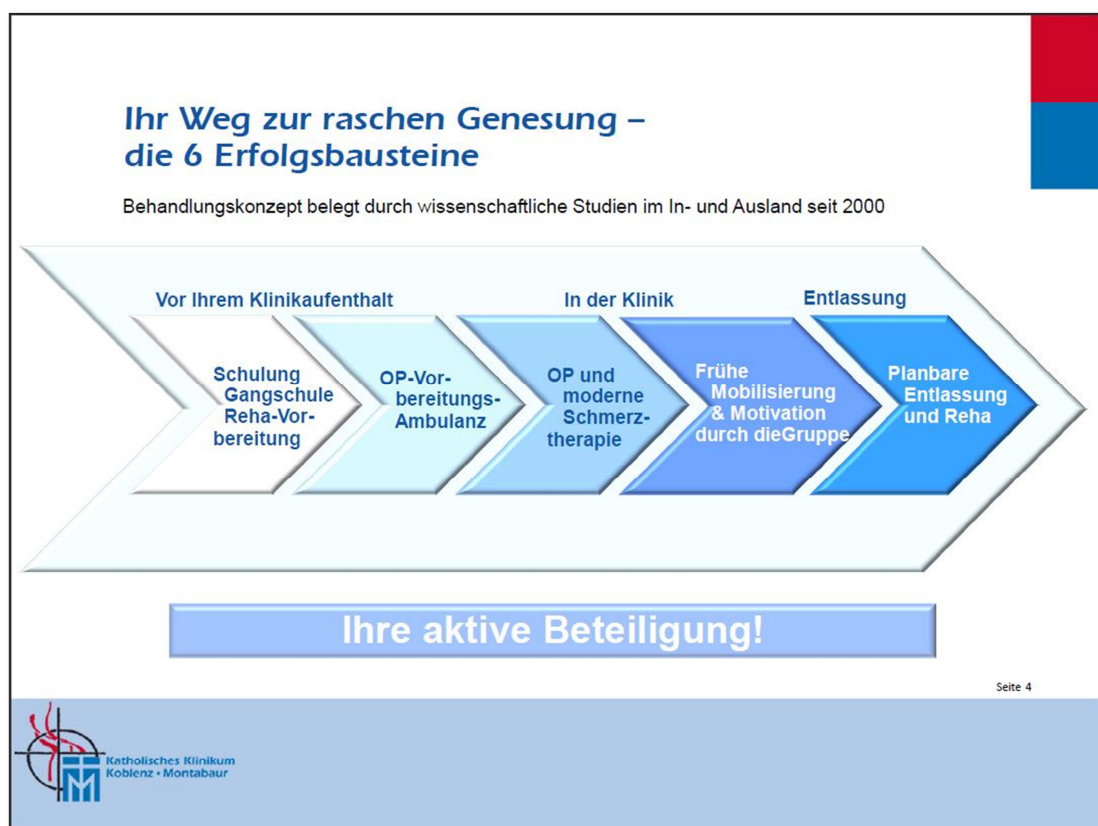 Ihr Weg zur raschen Genesung –
die 6 Erfolgsbausteine
Behandlungskonzept belegt durch wissenschaftliche Studien im In- und Ausland seit 2000
Vor Ihrem Klinikaufenthalt
In der Klinik
Entlassung
Schulung
Gangschule
Reha-Vor-
bereitung
OP-Vor-
bereitungs-
Ambulanz
OP und
moderne
Schmerz-
therapie
Frühe
Mobilisierung
& Motivation
durch dieGruppe
Planbare
Entlassung
und Reha
Ihre aktive Beteiligung!
Seite 4
Katholisches Klinikum
Koblenz • Montabaur